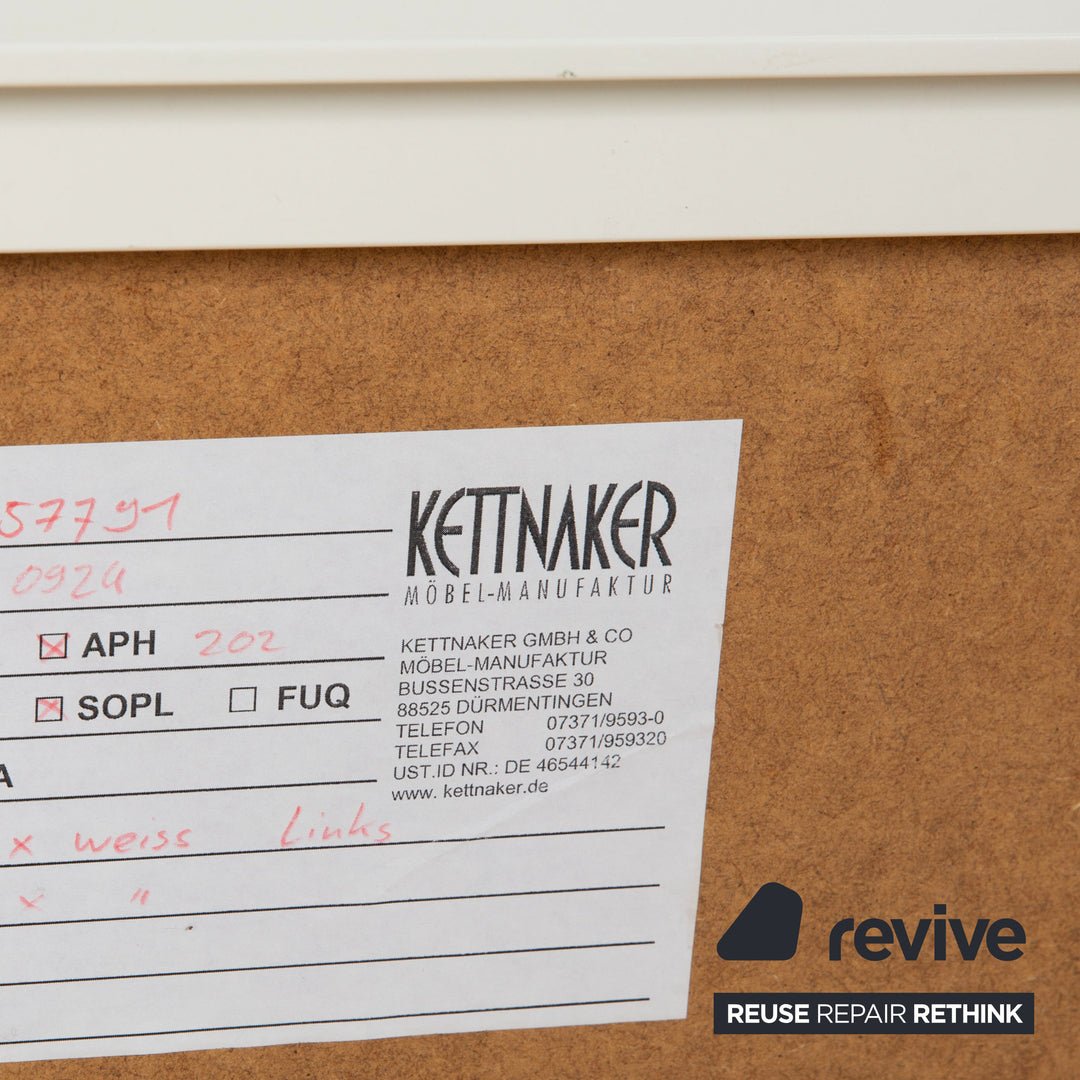 57791
KETTNAKER
MÖBEL-MANUFAKTUR
0924
APH 202
SOPL FUQ
A
KETTNAKER GMBH & CO
MÖBEL-MANUFAKTUR
BUSSENSTRASSE 30
88525 DÜRMENTINGEN
TELEFON 07371/9593-0
TELEFAX 07371/959320
UST.ID NR.: DE 46544142
www. kettnaker.de
x weiss Links
x "
revive
REUSE REPAIR RETHINK